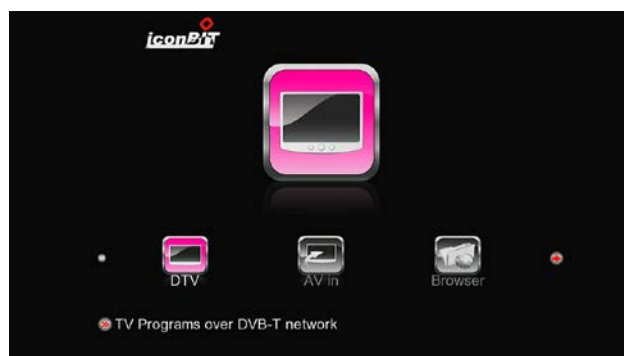 iconBIT
DTV
AV in
Browser
TV Programs over DVB-T network